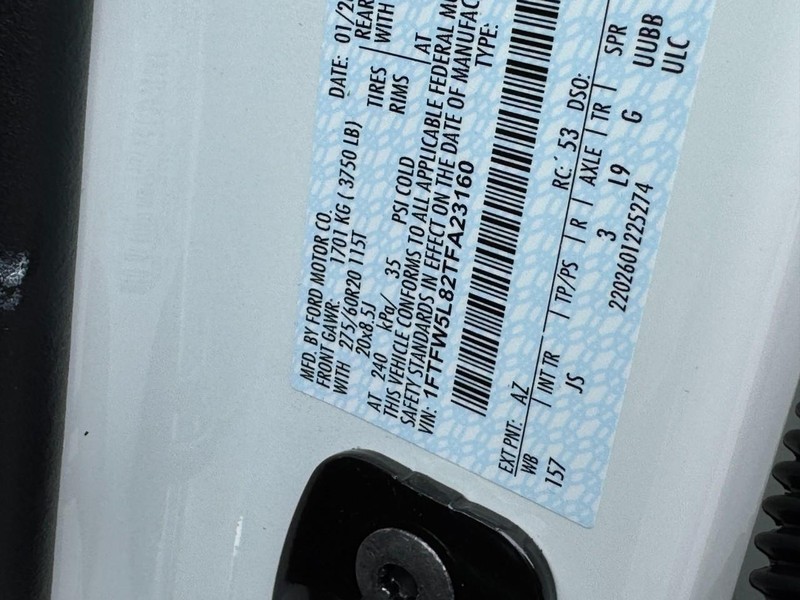 MFD. BY FORD MOTOR CO.
DATE: 01/2
FRONT GAWR: 1701 KG ( 3750 LB)
REAR
WITH 275/60R20 115T
TIRES
WITH
20x8.5J
RIMS
AT 240 kPa/ 35 PSI COLD
AT
THIS VEHICLE CONFORMS TO ALL APPLICABLE FEDERAL MO
SAFETY STANDARDS IN EFFECT ON THE DATE OF MANUFAC
VIN: 1FTFW5L82TFA23160
TYPE:
EXT PNT: AZ RC: 53 DSO:
WB INT TR TP/PS R AXLE TR SPR
157 JS 3 L9 G UUBB
2202601225274 ULC